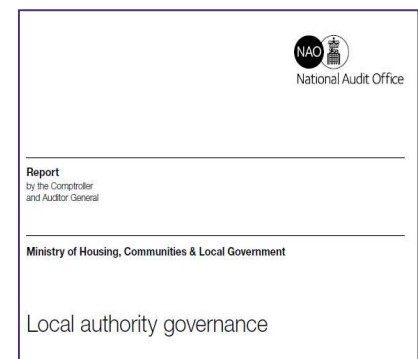 NAO
National Audit Office
Report
by the Comptroller
and Auditor General
Ministry of Housing, Communities & Local Government
Local authority governance